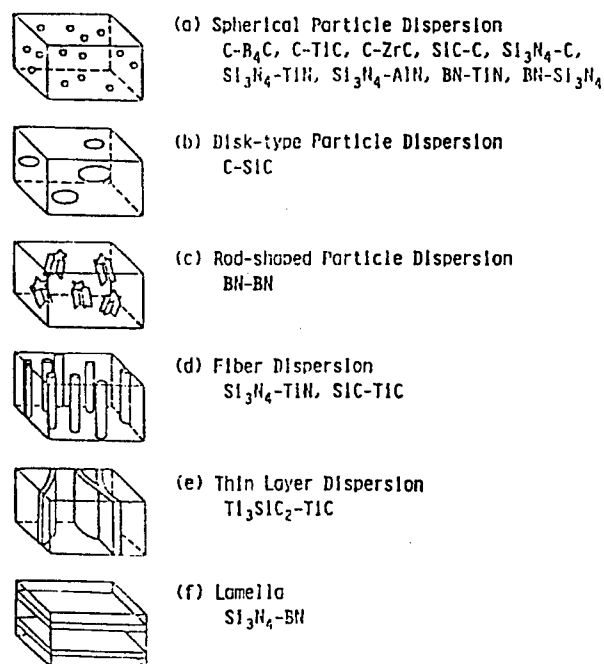 (a) Spherical Particle Dispersion
C-B₄C, C-TiC, C-ZrC, SiC-C, Si₃N₄-C,
Si₃N₄-TiN, Si₃N₄-AlN, BN-TiN, BN-Si₃N₄
(b) Disk-type Particle Dispersion
C-SiC
(c) Rod-shaped Particle Dispersion
BN-BN
(d) Fiber Dispersion
Si₃N₄-TiN, SiC-TiC
(e) Thin Layer Dispersion
Ti₃SiC₂-TiC
(f) Lamella
Si₃N₄-BN